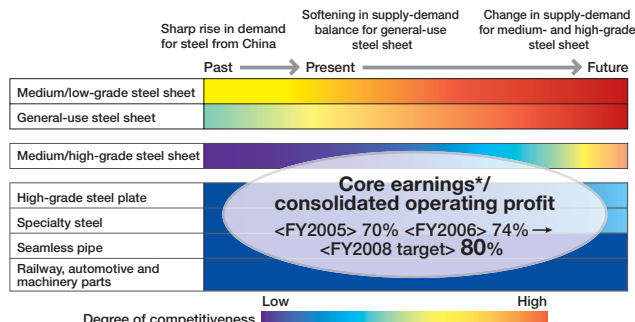 Sharp rise in demand
for steel from China
Softening in supply-demand
balance for general-use
steel sheet
Change in supply-demand
for medium- and high-grade
steel sheet
Past
Present
Future
Medium/low-grade steel sheet
General-use steel sheet
Medium/high-grade steel sheet
High-grade steel plate
Specialty steel
Seamless pipe
Railway, automotive and
machinery parts
Core earnings*/
consolidated operating profit
<FY2005> 70% <FY2006> 74% →
<FY2008 target> 80%
Low
High
Degree of competitiveness